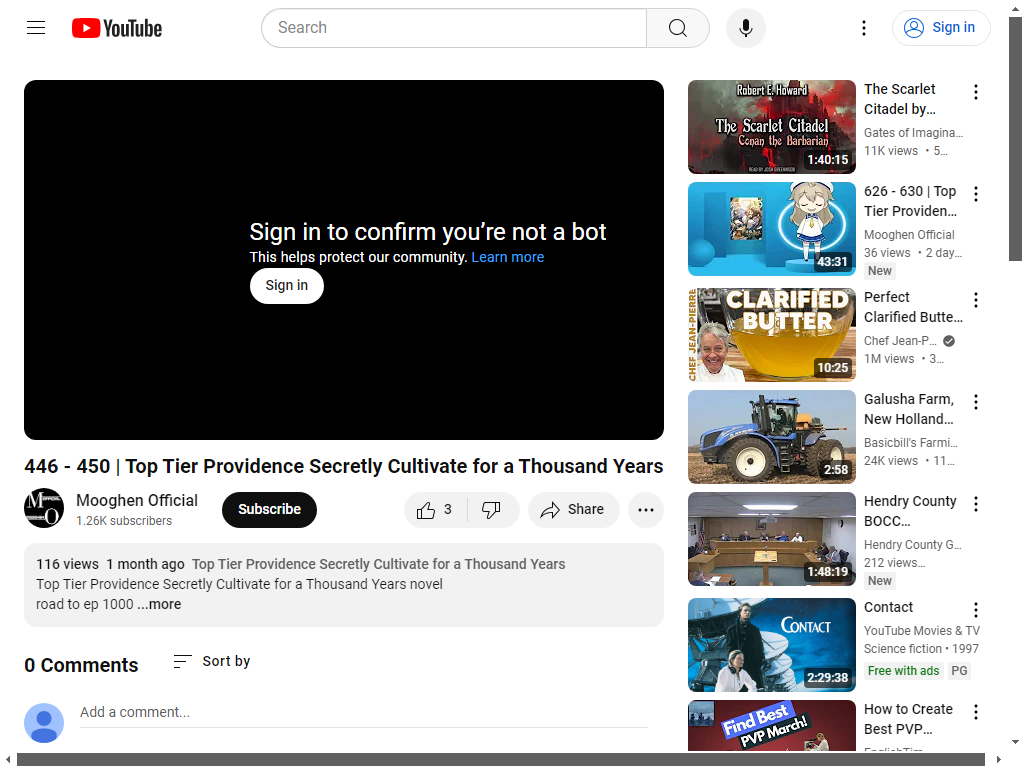 YouTube
Search
Sign in
Sign in to confirm you're not a bot
This helps protect our community. Learn more
Sign in
446 - 450 | Top Tier Providence Secretly Cultivate for a Thousand Years
Mooghen Official
1.26K subscribers
Subscribe
3
Share
116 views 1 month ago Top Tier Providence Secretly Cultivate for a Thousand Years
Top Tier Providence Secretly Cultivate for a Thousand Years novel
road to ep 1000 ...more
0 Comments
Sort by
Add a comment...
Robert E. Howard
The Scarlet Citadel
Conan the Barbarian
READ BY JOSH GREENWOOD
1:40:15
The Scarlet
Citadel by...
Gates of Imagina...
11K views • 5...
43:31
626 - 630 | Top
Tier Providen...
Mooghen Official
36 views • 2 day...
New
CLARIFIED
BUTTER
CHEF JEAN-PIERRE
10:25
Perfect
Clarified Butte...
Chef Jean-P...
1M views • 3...
2:58
Galusha Farm,
New Holland...
Basicbill's Farmi...
24K views • 11...
1:48:19
Hendry County
BOCC...
Hendry County G...
212 views...
New
CONTACT
2:29:38
Contact
YouTube Movies & TV
Science fiction • 1997
Free with ads PG
Find Best
PVP March!
How to Create
Best PVP...